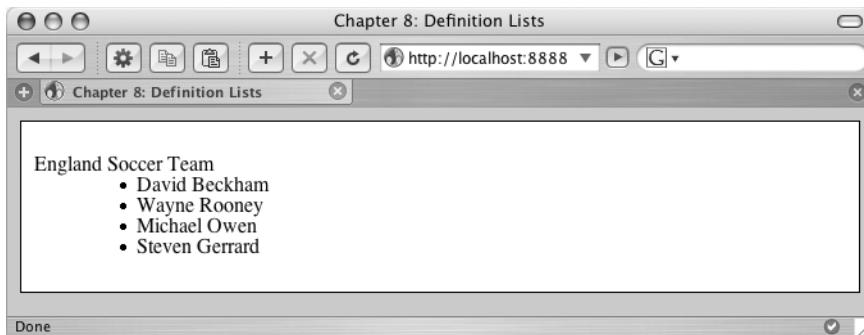 Chapter 8: Definition Lists
http://localhost:8888
G
Chapter 8: Definition Lists
England Soccer Team
• David Beckham
• Wayne Rooney
• Michael Owen
• Steven Gerrard
Done